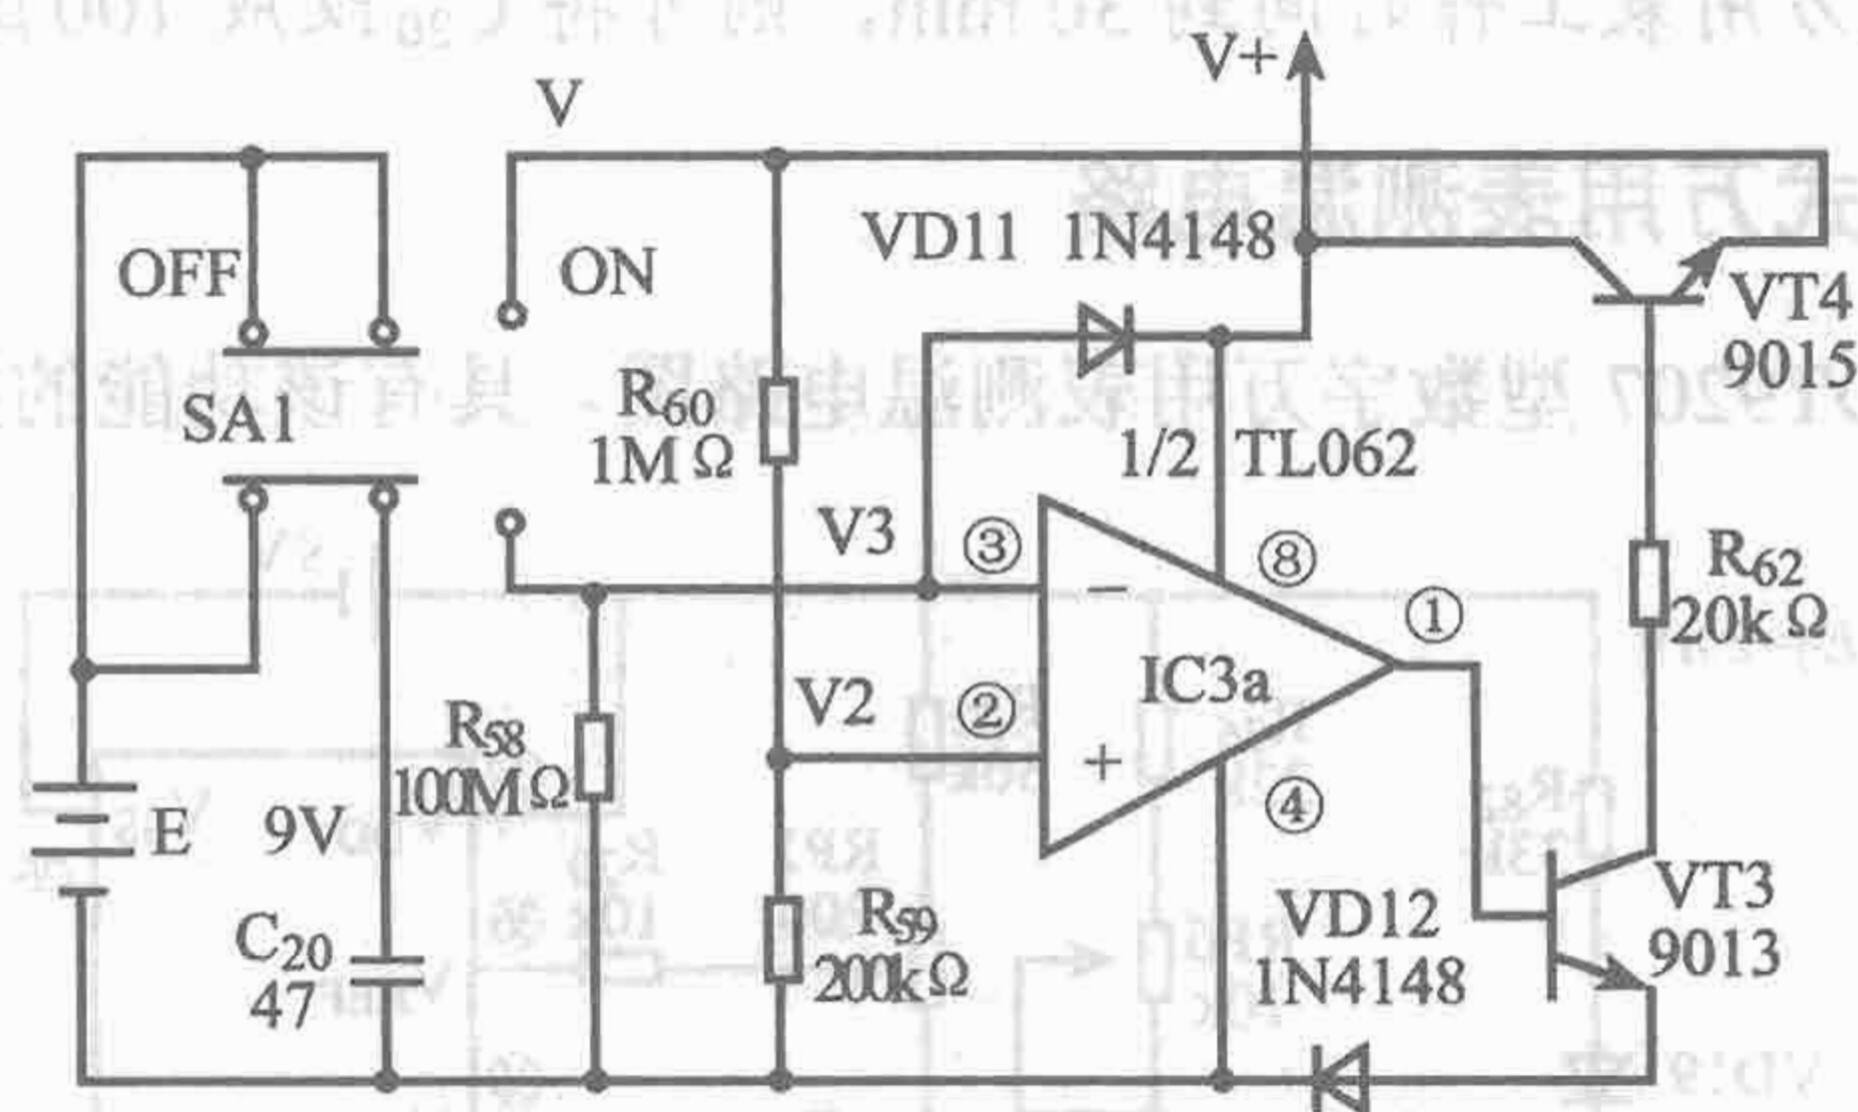 V+
V
OFF
ON
VD11 1N4148
VT4
9015
SA1
R60
1MΩ
1/2 TL062
V3
③
⑧
①
−
R62
20kΩ
IC3a
V2
②
R58
100MΩ
+
④
E 9V
C20
47
R59
200kΩ
VD12
1N4148
VT3
9013